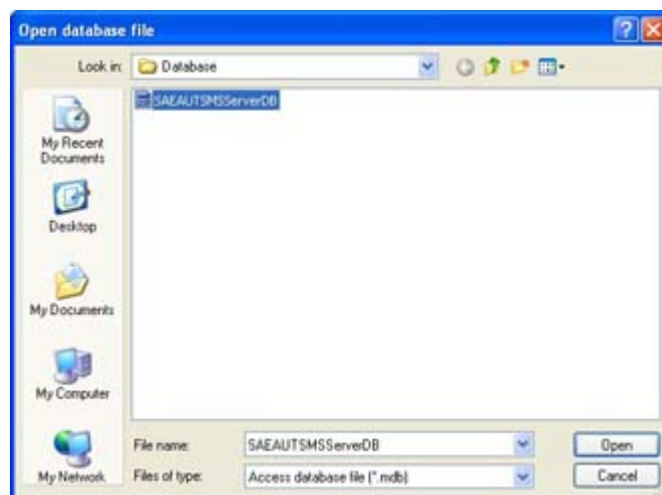 Open database file
Look in:
Database
SAEAUTSMSServerDB
My Recent
Documents
Desktop
My Documents
My Computer
My Network
File name:
SAEAUTSMSServerDB
Open
Files of type:
Access database file (*.mdb)
Cancel